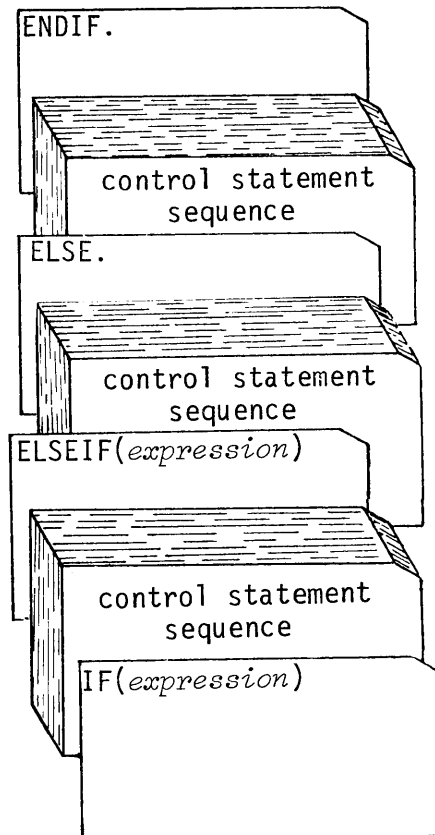 ENDIF.
control statement
sequence
ELSE.
control statement
sequence
ELSEIF(expression)
control statement
sequence
IF(expression)